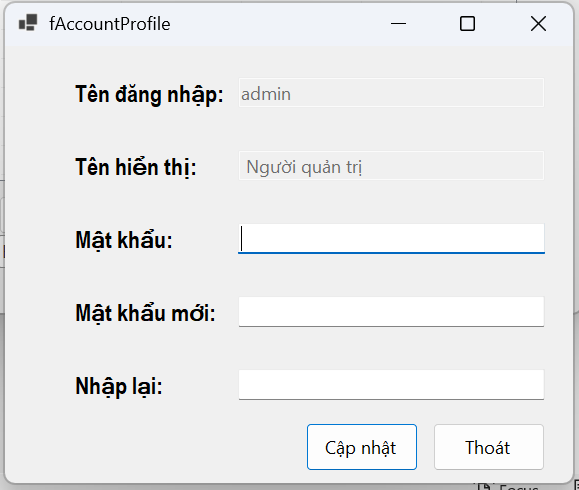 fAccountProfile
Tên đăng nhập: admin
Tên hiển thị: Người quản trị
Mật khẩu:
Mật khẩu mới:
Nhập lại:
Cập nhật Thoát